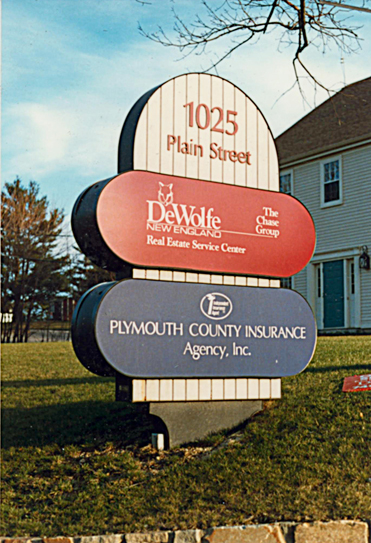 1025
Plain Street
DeWolfe
NEW ENGLAND
Real Estate Service Center
The
Chase
Group
PLYMOUTH COUNTY INSURANCE
Agency, Inc.